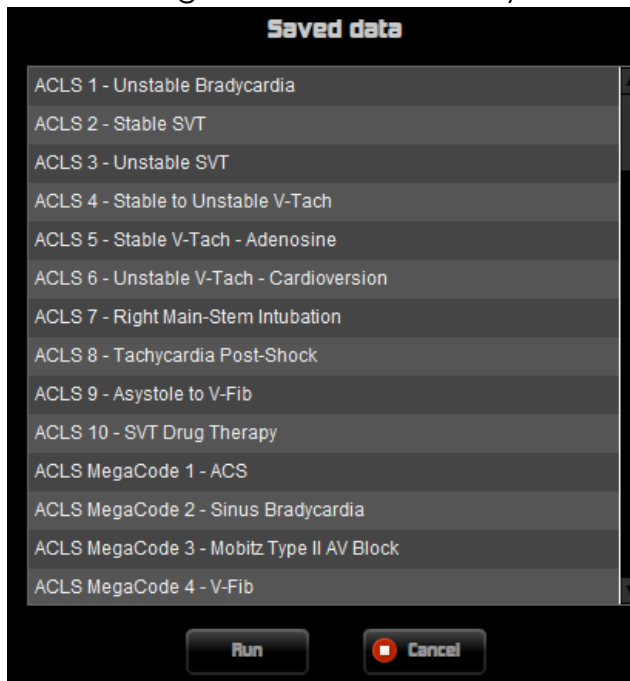 Saved data
ACLS 1 - Unstable Bradycardia
ACLS 2 - Stable SVT
ACLS 3 - Unstable SVT
ACLS 4 - Stable to Unstable V-Tach
ACLS 5 - Stable V-Tach - Adenosine
ACLS 6 - Unstable V-Tach - Cardioversion
ACLS 7 - Right Main-Stem Intubation
ACLS 8 - Tachycardia Post-Shock
ACLS 9 - Asystole to V-Fib
ACLS 10 - SVT Drug Therapy
ACLS MegaCode 1 - ACS
ACLS MegaCode 2 - Sinus Bradycardia
ACLS MegaCode 3 - Mobitz Type II AV Block
ACLS MegaCode 4 - V-Fib
Run
Cancel